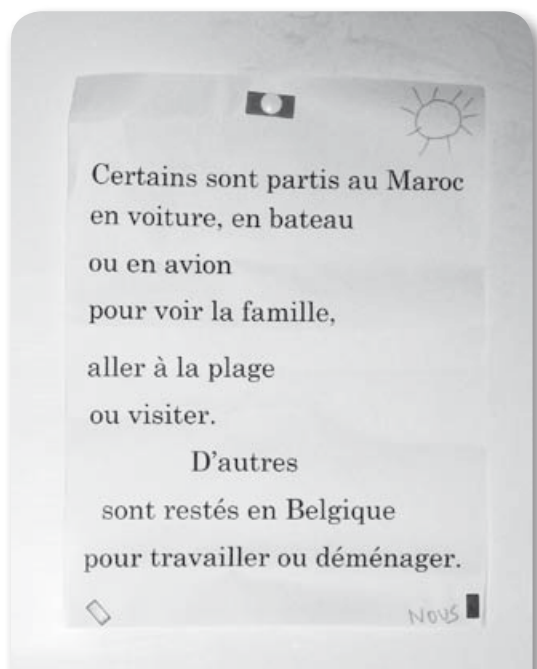 Certains sont partis au Maroc
en voiture, en bateau
ou en avion
pour voir la famille,
aller à la plage
ou visiter.
D'autres
sont restés en Belgique
pour travailler ou déménager.
NOUS